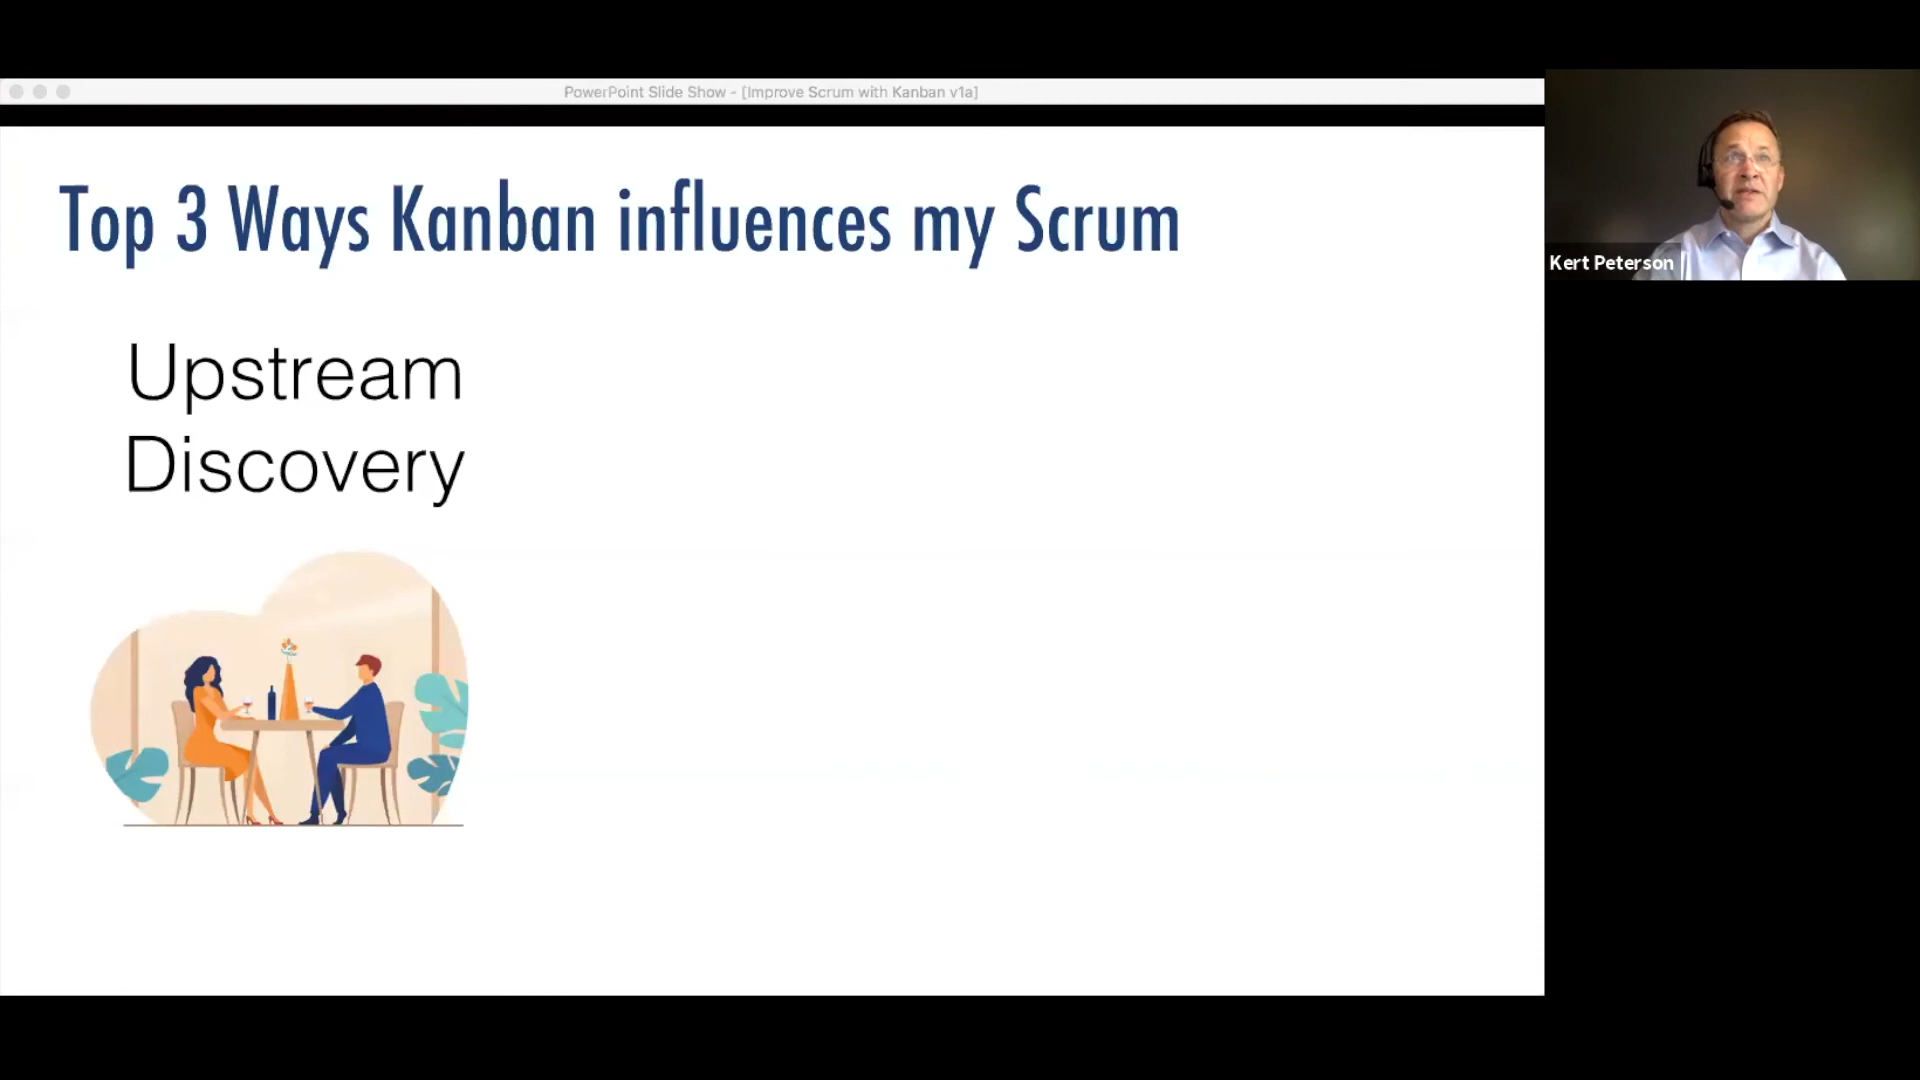 PowerPoint Slide Show - [Improve Scrum with Kanban v1a]
Top 3 Ways Kanban influences my Scrum
Upstream
Discovery
Kert Peterson